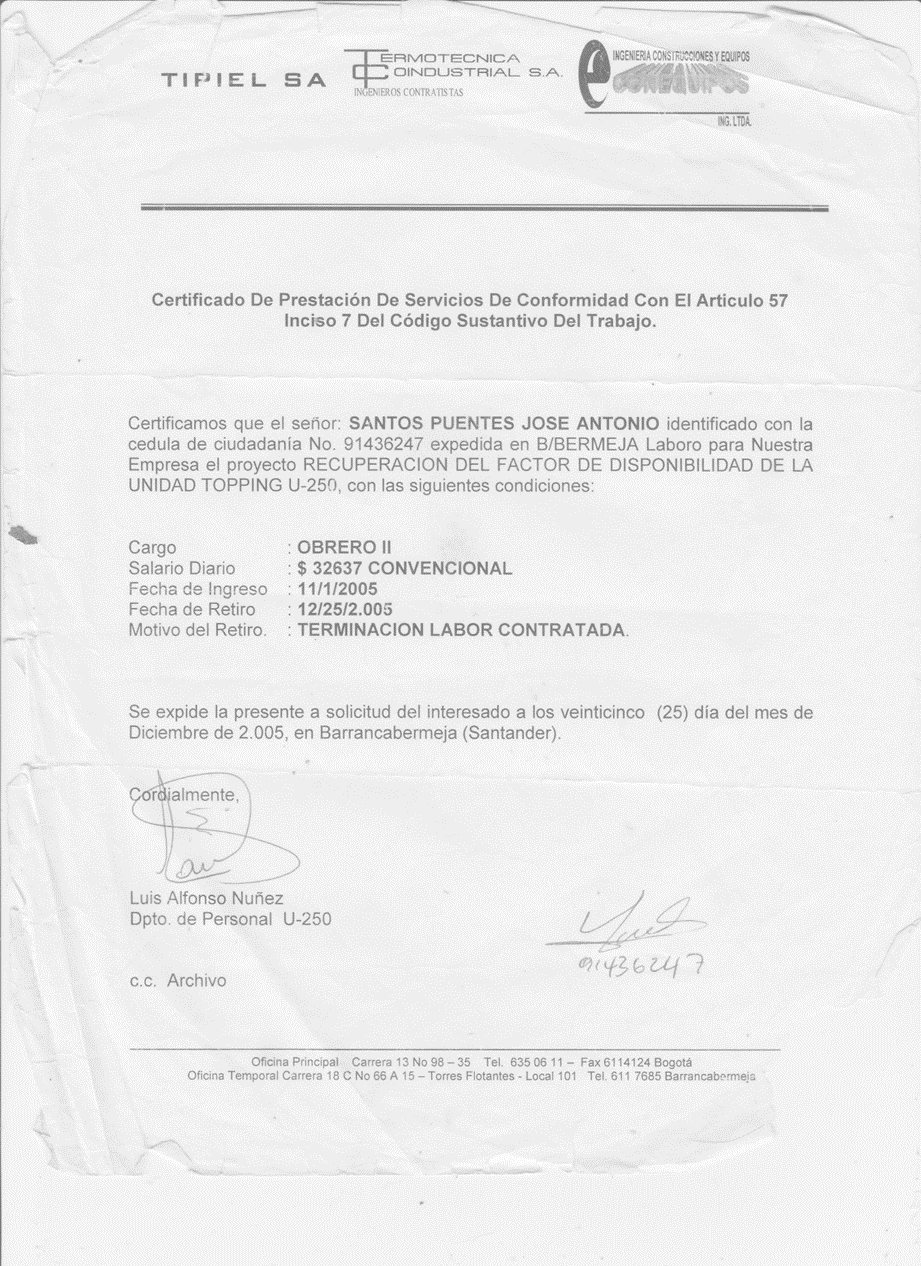 TIPIEL SA
TERMOTECNICA
COINDUSTRIAL S.A.
INGENIEROS CONTRATISTAS
INGENIERIA CONSTRUCCIONES Y EQUIPOS
CONEQUIPOS
ING. LTDA.
Certificado De Prestación De Servicios De Conformidad Con El Articulo 57
Inciso 7 Del Código Sustantivo Del Trabajo.
Certificamos que el señor: SANTOS PUENTES JOSE ANTONIO identificado con la
cedula de ciudadanía No. 91436247 expedida en B/BERMEJA Laboro para Nuestra
Empresa el proyecto RECUPERACION DEL FACTOR DE DISPONIBILIDAD DE LA
UNIDAD TOPPING U-250, con las siguientes condiciones:
Cargo : OBRERO II
Salario Diario : $ 32637 CONVENCIONAL
Fecha de Ingreso : 11/1/2005
Fecha de Retiro : 12/25/2.005
Motivo del Retiro. : TERMINACION LABOR CONTRATADA.
Se expide la presente a solicitud del interesado a los veinticinco (25) día del mes de
Diciembre de 2.005, en Barrancabermeja (Santander).
Cordialmente,
Luis Alfonso Nuñez
Dpto. de Personal U-250
91436247
c.c. Archivo
Oficina Principal Carrera 13 No 98 – 35 Tel. 635 06 11 – Fax 6114124 Bogotá
Oficina Temporal Carrera 18 C No 66 A 15 – Torres Flotantes - Local 101 Tel. 611 7685 Barrancabermeja